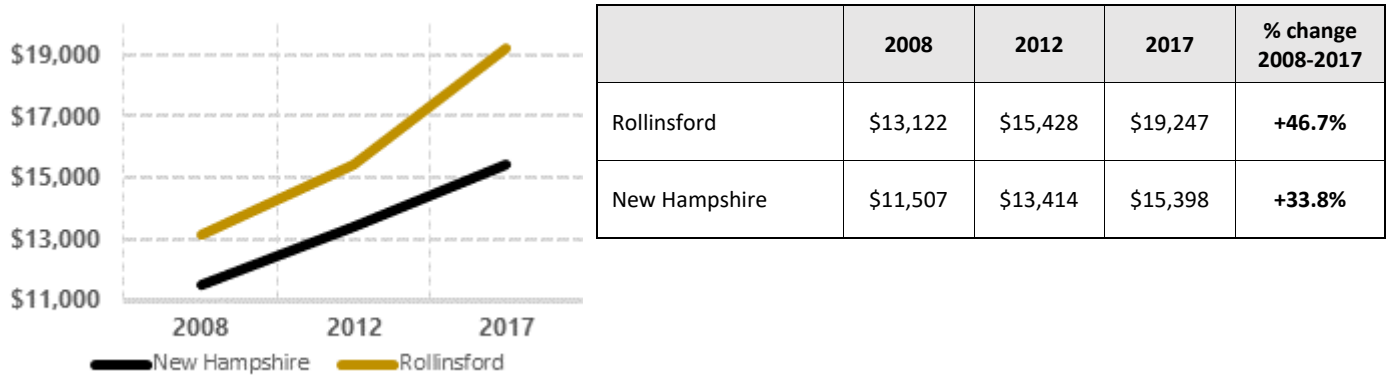 $19,000
$17,000
$15,000
$13,000
$11,000
2008 2012 2017
New Hampshire Rollinsford
2008 2012 2017 % change
2008-2017
Rollinsford $13,122 $15,428 $19,247 +46.7%
New Hampshire $11,507 $13,414 $15,398 +33.8%